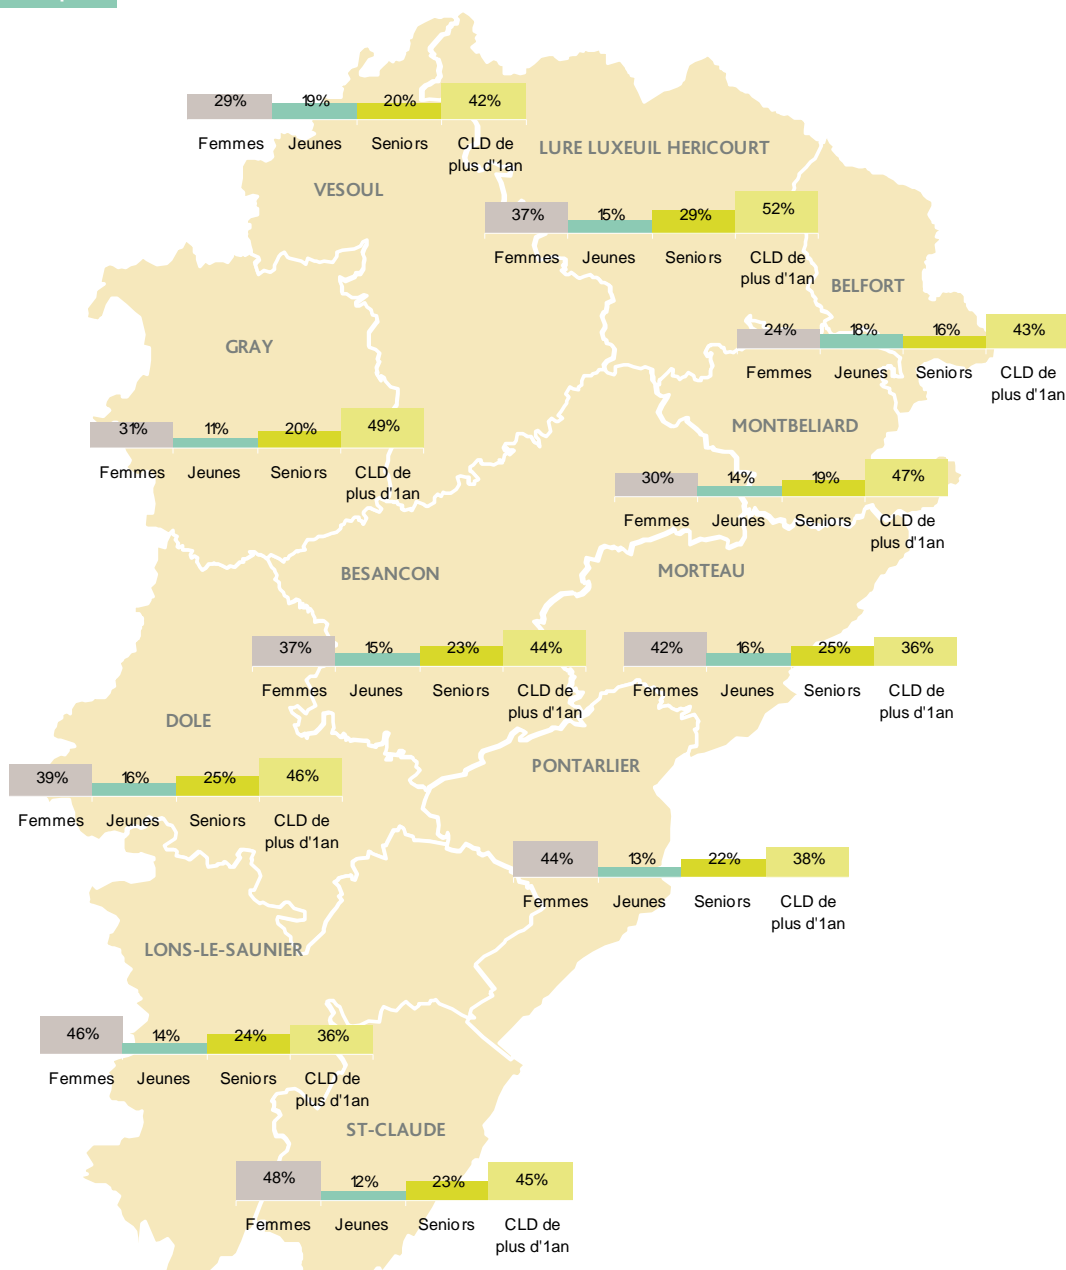 29% 19% 20% 42%
Femmes Jeunes Seniors CLD de
plus d'1an
VESOUL
LURE LUXEUIL HERICOURT
37% 15% 29% 52%
Femmes Jeunes Seniors CLD de
plus d'1an
BELFORT
24% 18% 16% 43%
Femmes Jeunes Seniors CLD de
plus d'1an
GRAY
31% 11% 20% 49%
Femmes Jeunes Seniors CLD de
plus d'1an
MONTBELIARD
30% 14% 19% 47%
Femmes Jeunes Seniors CLD de
plus d'1an
BESANCON
37% 15% 23% 44%
Femmes Jeunes Seniors CLD de
plus d'1an
MORTEAU
42% 16% 25% 36%
Femmes Jeunes Seniors CLD de
plus d'1an
DOLE
39% 16% 25% 46%
Femmes Jeunes Seniors CLD de
plus d'1an
PONTARLIER
44% 13% 22% 38%
Femmes Jeunes Seniors CLD de
plus d'1an
LONS-LE-SAUNIER
46% 14% 24% 36%
Femmes Jeunes Seniors CLD de
plus d'1an
ST-CLAUDE
48% 12% 23% 45%
Femmes Jeunes Seniors CLD de
plus d'1an